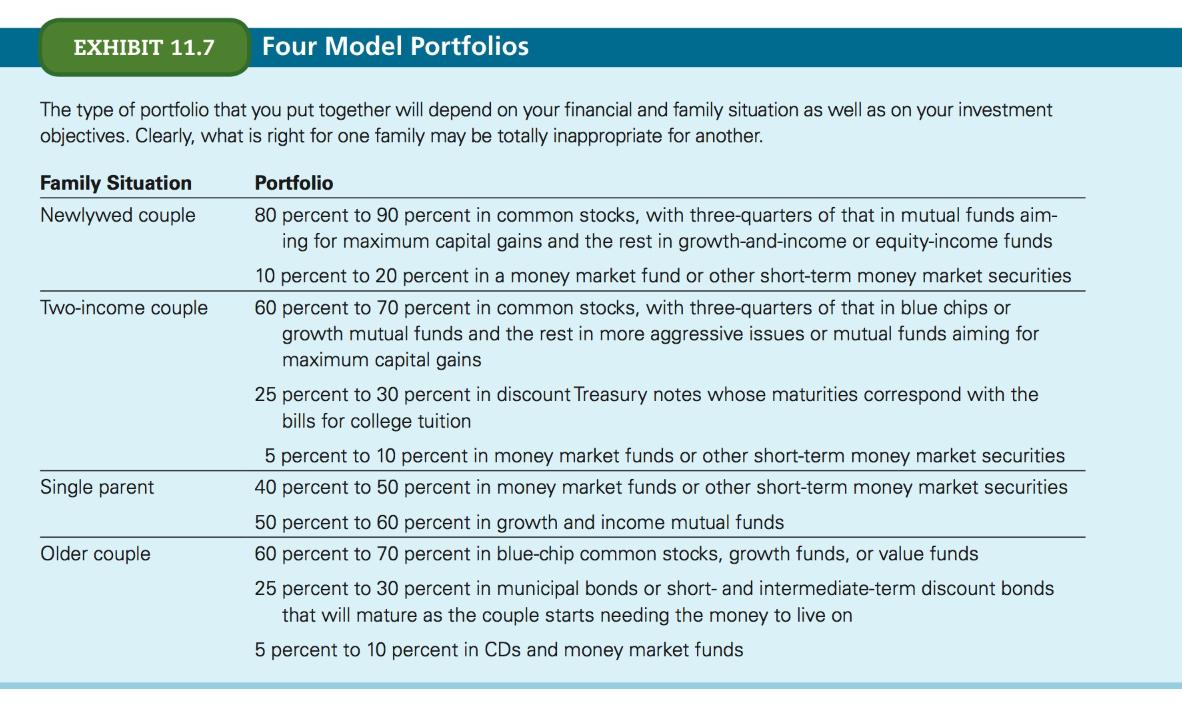 EXHIBIT 11.7 Four Model Portfolios
The type of portfolio that you put together will depend on your financial and family situation as well as on your investment
objectives. Clearly, what is right for one family may be totally inappropriate for another.
Family Situation Portfolio
Newlywed couple 80 percent to 90 percent in common stocks, with three-quarters of that in mutual funds aim-
ing for maximum capital gains and the rest in growth-and-income or equity-income funds
10 percent to 20 percent in a money market fund or other short-term money market securities
Two-income couple 60 percent to 70 percent in common stocks, with three-quarters of that in blue chips or
growth mutual funds and the rest in more aggressive issues or mutual funds aiming for
maximum capital gains
25 percent to 30 percent in discount Treasury notes whose maturities correspond with the
bills for college tuition
5 percent to 10 percent in money market funds or other short-term money market securities
Single parent 40 percent to 50 percent in money market funds or other short-term money market securities
50 percent to 60 percent in growth and income mutual funds
Older couple 60 percent to 70 percent in blue-chip common stocks, growth funds, or value funds
25 percent to 30 percent in municipal bonds or short- and intermediate-term discount bonds
that will mature as the couple starts needing the money to live on
5 percent to 10 percent in CDs and money market funds